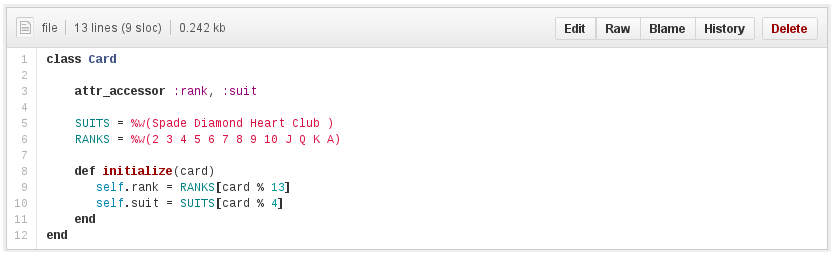 file 13 lines (9 sloc) 0.242 kb Edit Raw Blame History Delete
1 class Card
2
3     attr_accessor :rank, :suit
4
5     SUITS = %w(Spade Diamond Heart Club )
6     RANKS = %w(2 3 4 5 6 7 8 9 10 J Q K A)
7
8     def initialize(card)
9        self.rank = RANKS[card % 13]
10        self.suit = SUITS[card % 4]
11     end
12 end